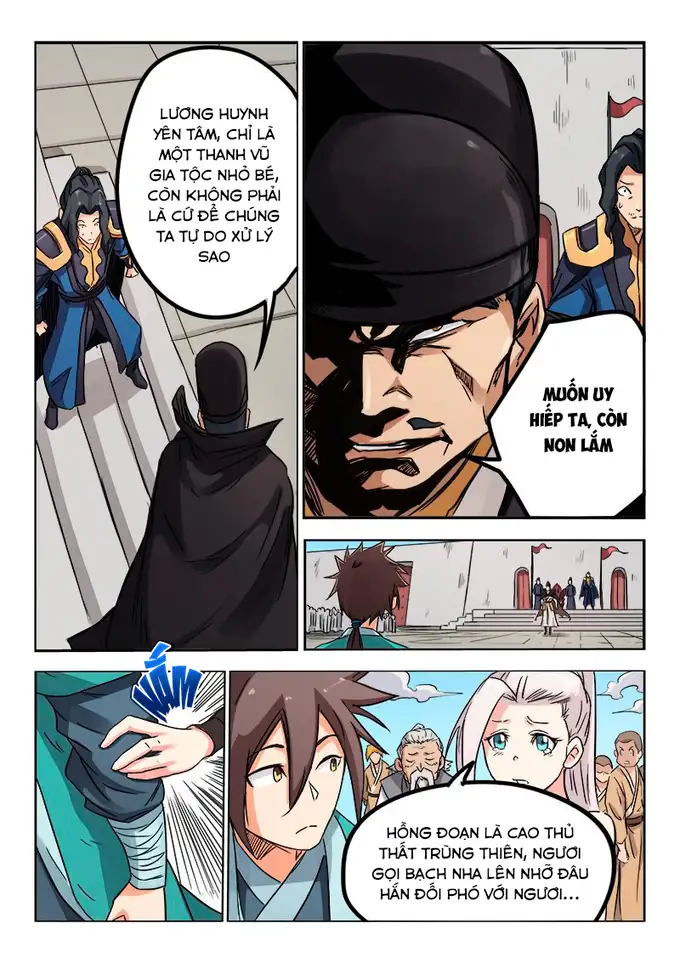 LƯƠNG HUYNH
YÊN TÂM, CHỈ LÀ
MỘT THANH VŨ
GIA TỘC NHỎ BÉ,
CÒN KHÔNG PHẢI
LÀ CỨ ĐỂ CHÚNG
TA TỰ DO XỬ LÝ
SAO
MUỐN UY
HIẾP TA, CÒN
NON LẮM
NẮM
HỒNG ĐOẠN LÀ CAO THỦ
THẤT TRÙNG THIÊN, NGƯƠI
GỌI BẠCH NHA LÊN NHỠ ĐÂU
HẮN ĐỐI PHÓ VỚI NGƯƠI...